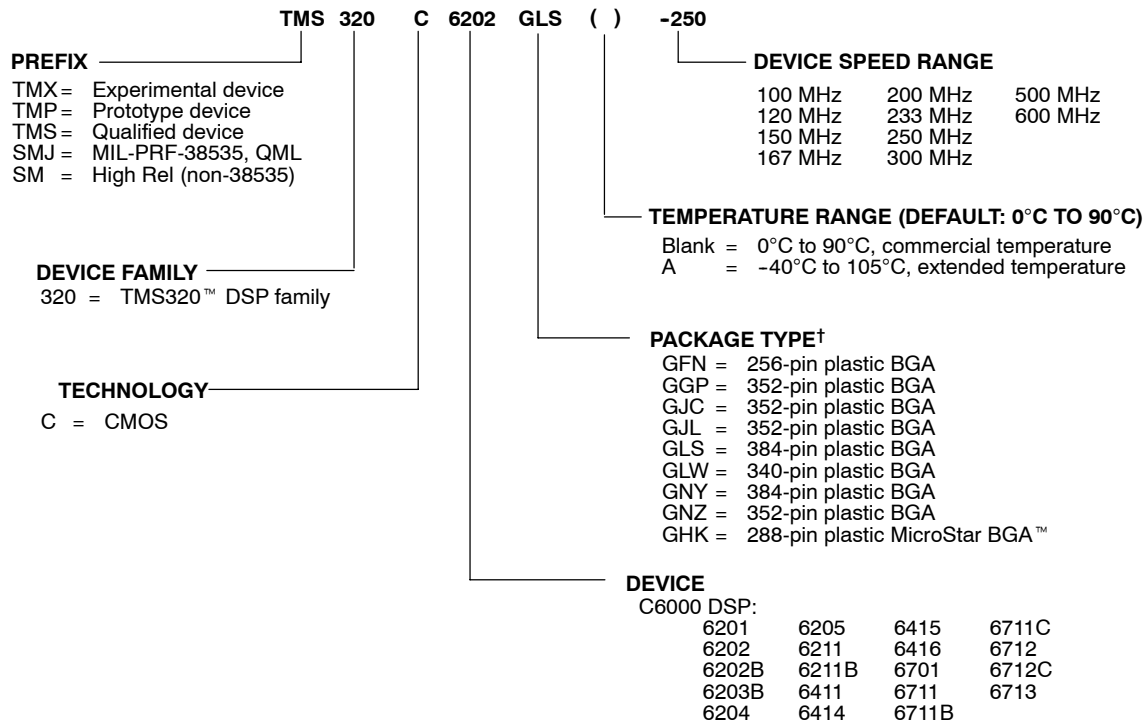 TMS 320 C 6202 GLS ( ) -250
PREFIX
TMX = Experimental device
TMP = Prototype device
TMS = Qualified device
SMJ = MIL-PRF-38535, QML
SM = High Rel (non-38535)
DEVICE SPEED RANGE
100 MHz 200 MHz 500 MHz
120 MHz 233 MHz 600 MHz
150 MHz 250 MHz
167 MHz 300 MHz
TEMPERATURE RANGE (DEFAULT: 0°C TO 90°C)
Blank = 0°C to 90°C, commercial temperature
A = -40°C to 105°C, extended temperature
DEVICE FAMILY
320 = TMS320™ DSP family
PACKAGE TYPE†
GFN = 256-pin plastic BGA
GGP = 352-pin plastic BGA
GJC = 352-pin plastic BGA
GJL = 352-pin plastic BGA
GLS = 384-pin plastic BGA
GLW = 340-pin plastic BGA
GNY = 384-pin plastic BGA
GNZ = 352-pin plastic BGA
GHK = 288-pin plastic MicroStar BGA™
TECHNOLOGY
C = CMOS
DEVICE
C6000 DSP:
6201 6205 6415 6711C
6202 6211 6416 6712
6202B 6211B 6701 6712C
6203B 6411 6711 6713
6204 6414 6711B